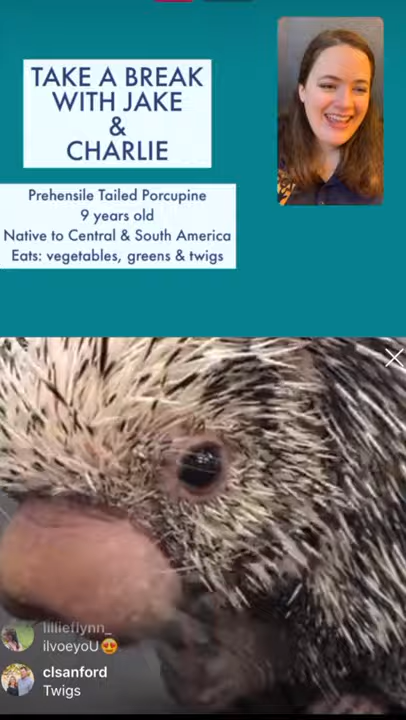 TAKE A BREAK
WITH JAKE
&
CHARLIE
Prehensile Tailed Porcupine
9 years old
Native to Central & South America
Eats: vegetables, greens & twigs
lillieflynn_
ilvoeyoU😍
clsanford
Twigs